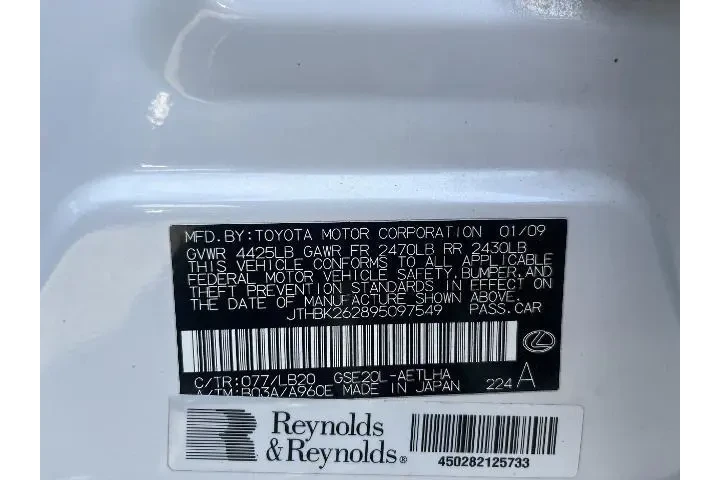 MFD. BY: TOYOTA MOTOR CORPORATION 01/09
GVWR 4425LB GAWR FR 2470LB RR 2430LB
THIS VEHICLE CONFORMS TO ALL APPLICABLE
FEDERAL MOTOR VEHICLE SAFETY, BUMPER, AND
THEFT PREVENTION STANDARDS IN EFFECT ON
THE DATE OF MANUFACTURE SHOWN ABOVE.
JTHBK262895097549 PASS.CAR
C/TR:077/LB20 GSE20L-AETLHA
A/TM:B03A/A960E MADE IN JAPAN 224 A
Reynolds
& Reynolds®
450282125733